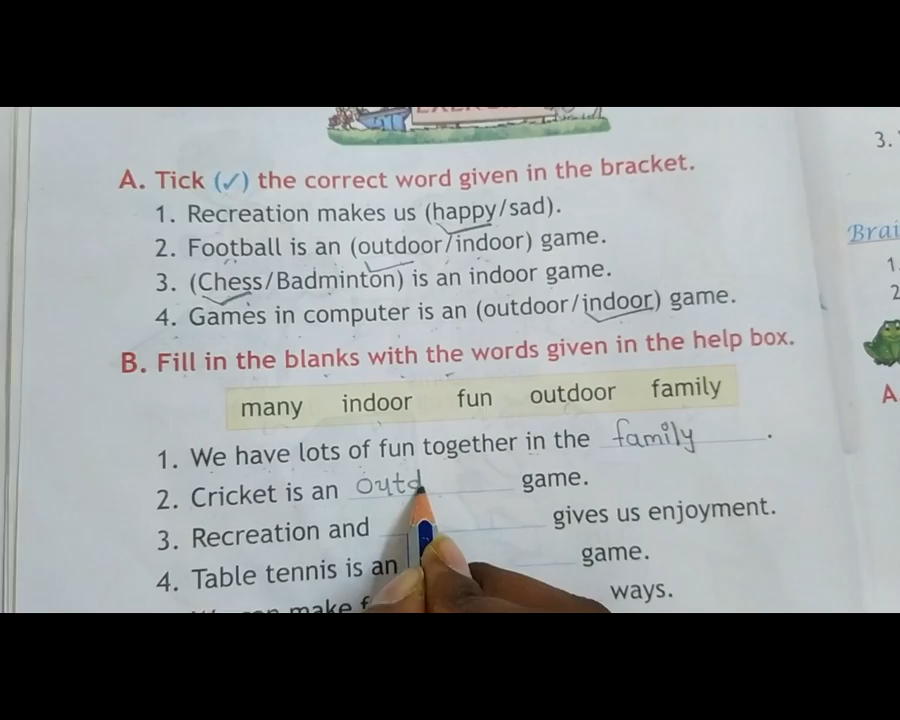 3.
A. Tick (✓) the correct word given in the bracket.
1. Recreation makes us (happy/sad).
2. Football is an (outdoor/indoor) game.
3. (Chess/Badminton) is an indoor game.
4. Games in computer is an (outdoor/indoor) game.
B. Fill in the blanks with the words given in the help box.
many indoor fun outdoor family
1. We have lots of fun together in the family.
2. Cricket is an outd game.
3. Recreation and gives us enjoyment.
4. Table tennis is an game.
make ways.
Brai
1.
2
A